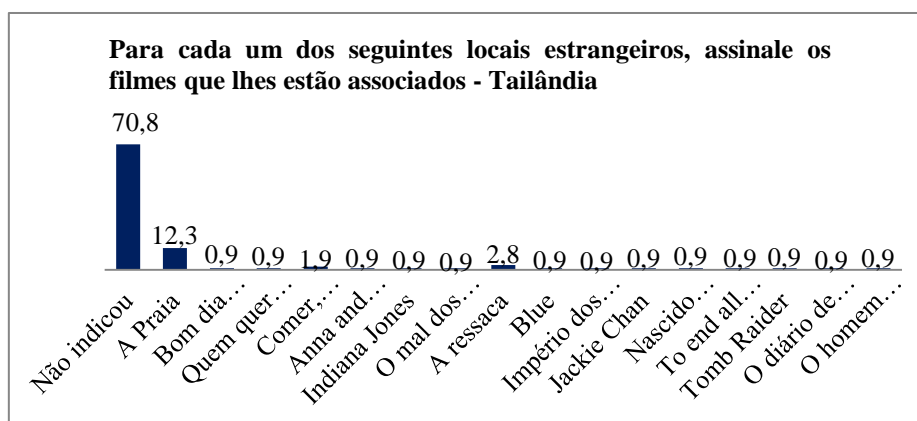 Para cada um dos seguintes locais estrangeiros, assinale os
filmes que lhes estão associados - Tailândia
70,8
12,3
0,9
0,9
1,9
0,9
0,9
0,9
2,8
0,9
0,9
0,9
0,9
0,9
0,9
0,9
0,9
Não indicou
A Praia
Bom dia…
Quem quer…
Comer,…
Anna and…
Indiana Jones
O mal dos…
A ressaca
Blue
Império dos…
Jackie Chan
Nascido…
To end all…
Tomb Raider
O diário de…
O homem…